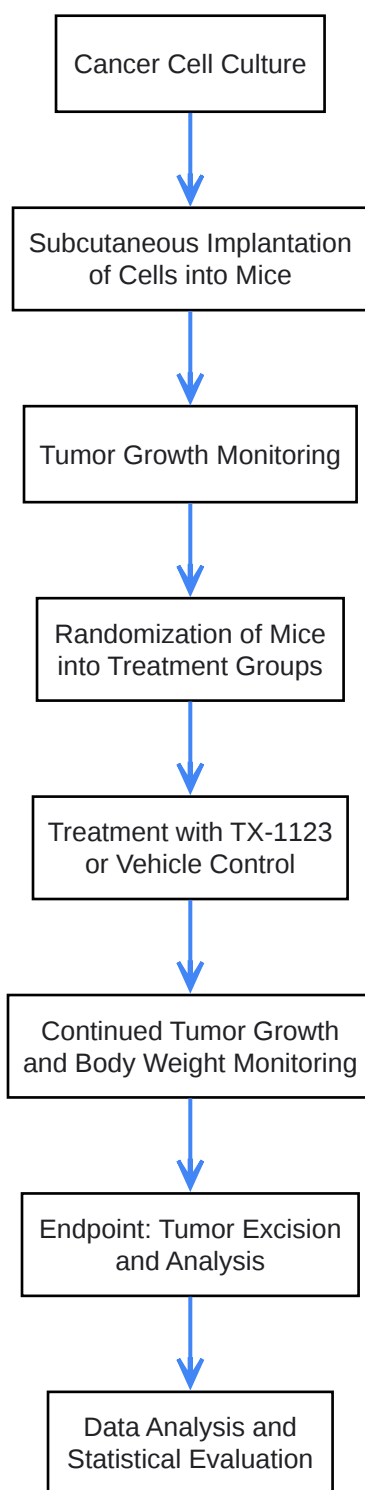 Cancer Cell Culture
Subcutaneous Implantation
of Cells into Mice
Tumor Growth Monitoring
Randomization of Mice
into Treatment Groups
Treatment with TX-1123
or Vehicle Control
Continued Tumor Growth
and Body Weight Monitoring
Endpoint: Tumor Excision
and Analysis
Data Analysis and
Statistical Evaluation